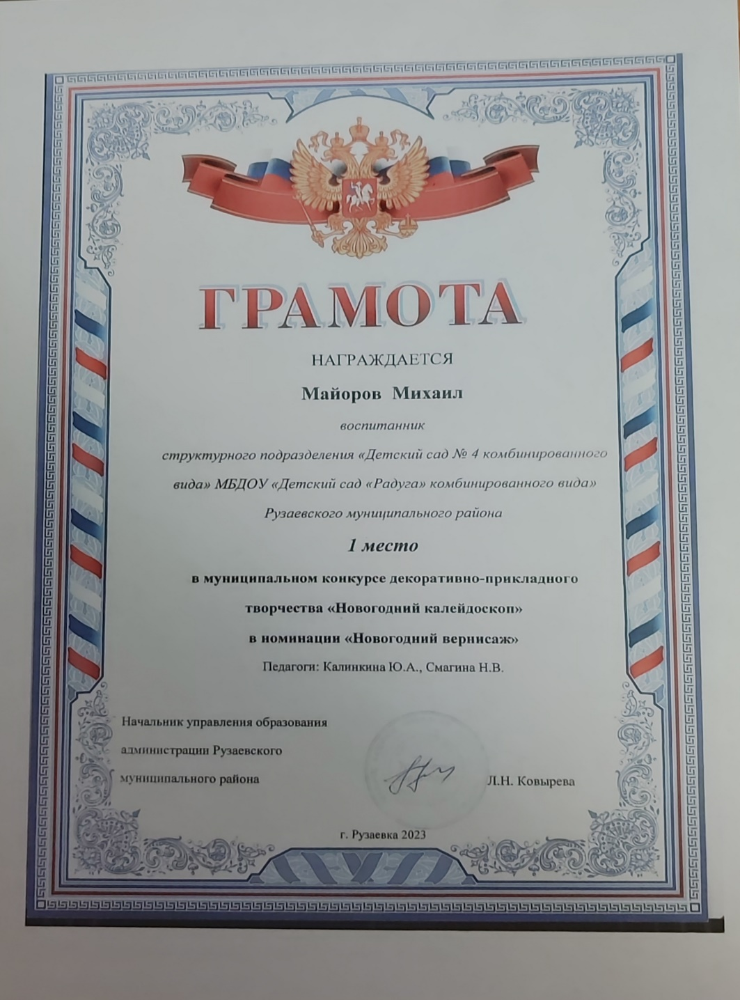 ГРАМОТА
НАГРАЖДАЕТСЯ
Майоров Михаил
воспитанник
структурного подразделения «Детский сад № 4 комбинированного
вида» МБДОУ «Детский сад «Радуга» комбинированного вида»
Рузаевского муниципального района
1 место
в муниципальном конкурсе декоративно-прикладного
творчества «Новогодний калейдоскоп»
в номинации «Новогодний вернисаж»
Педагоги: Калинкина Ю.А., Смагина Н.В.
Начальник управления образования
администрации Рузаевского
муниципального района
Л.Н. Ковырева
г. Рузаевка 2023